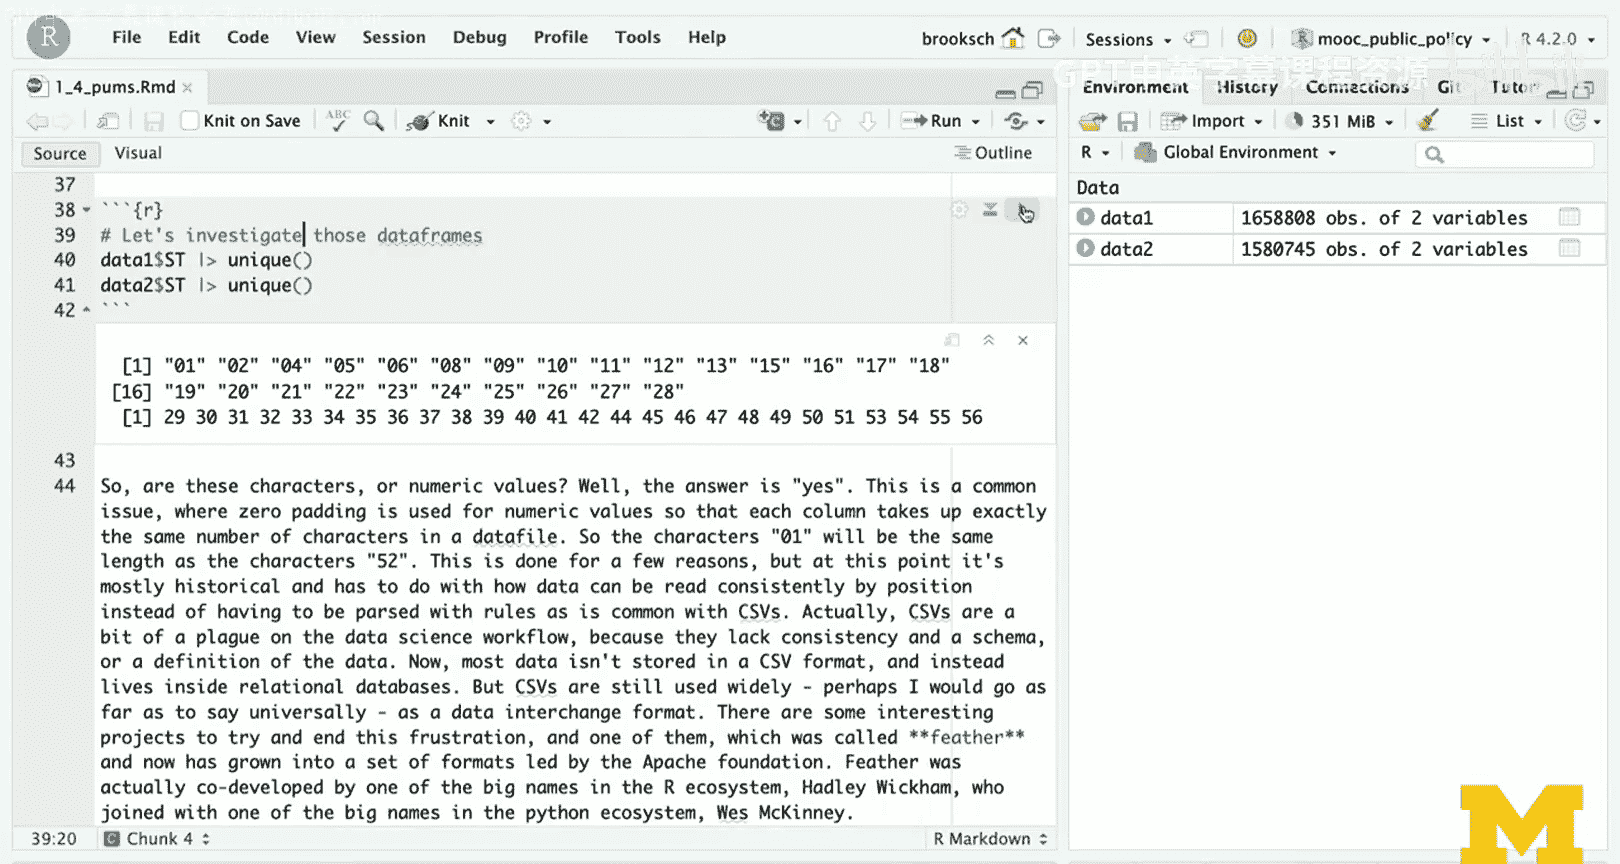 R File Edit Code View Session Debug Profile Tools Help brooksch Sessions mooc_public_policy R 4.2.0
GPT中英字幕课程资源
1_4_pums.Rmd
Knit on Save ABC Knit Run
Source Visual Outline
37
38 ```{r}
39 # Let's investigate those dataframes
40 data1$ST |> unique()
41 data2$ST |> unique()
42 ```
[1] "01" "02" "04" "05" "06" "08" "09" "10" "11" "12" "13" "15" "16" "17" "18"
[16] "19" "20" "21" "22" "23" "24" "25" "26" "27" "28"
[1] 29 30 31 32 33 34 35 36 37 38 39 40 41 42 44 45 46 47 48 49 50 51 53 54 55 56
43
44 So, are these characters, or numeric values? Well, the answer is "yes". This is a common
issue, where zero padding is used for numeric values so that each column takes up exactly
the same number of characters in a datafile. So the characters "01" will be the same
length as the characters "52". This is done for a few reasons, but at this point it's
mostly historical and has to do with how data can be read consistently by position
instead of having to be parsed with rules as is common with CSVs. Actually, CSVs are a
bit of a plague on the data science workflow, because they lack consistency and a schema,
or a definition of the data. Now, most data isn't stored in a CSV format, and instead
lives inside relational databases. But CSVs are still used widely - perhaps I would go as
far as to say universally - as a data interchange format. There are some interesting
projects to try and end this frustration, and one of them, which was called **feather**
and now has grown into a set of formats led by the Apache foundation. Feather was
actually co-developed by one of the big names in the R ecosystem, Hadley Wickham, who
joined with one of the big names in the python ecosystem, Wes McKinney.
39:20 C Chunk 4 R Markdown
Environment History Connections Git Tutor
Import 351 MiB List
R Global Environment
Data
data1 1658808 obs. of 2 variables
data2 1580745 obs. of 2 variables
M